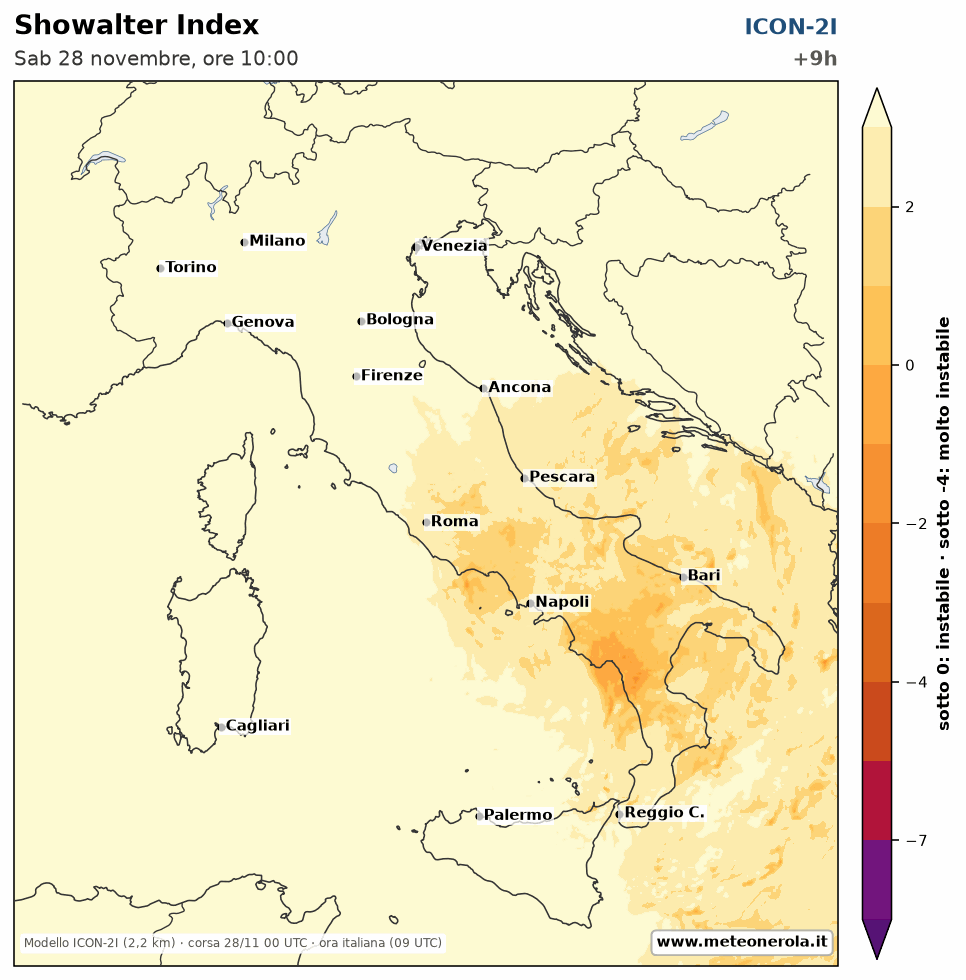 Showalter Index
ICON-2I
Sab 28 novembre, ore 10:00
+9h
Milano
Venezia
Torino
Genova
Bologna
Firenze
Ancona
Pescara
Roma
Bari
Napoli
Cagliari
Palermo
Reggio C.
2
0
−2
−4
−7
sotto 0: instabile · sotto -4: molto instabile
Modello ICON-2I (2,2 km) · corsa 28/11 00 UTC · ora italiana (09 UTC)
www.meteonerola.it